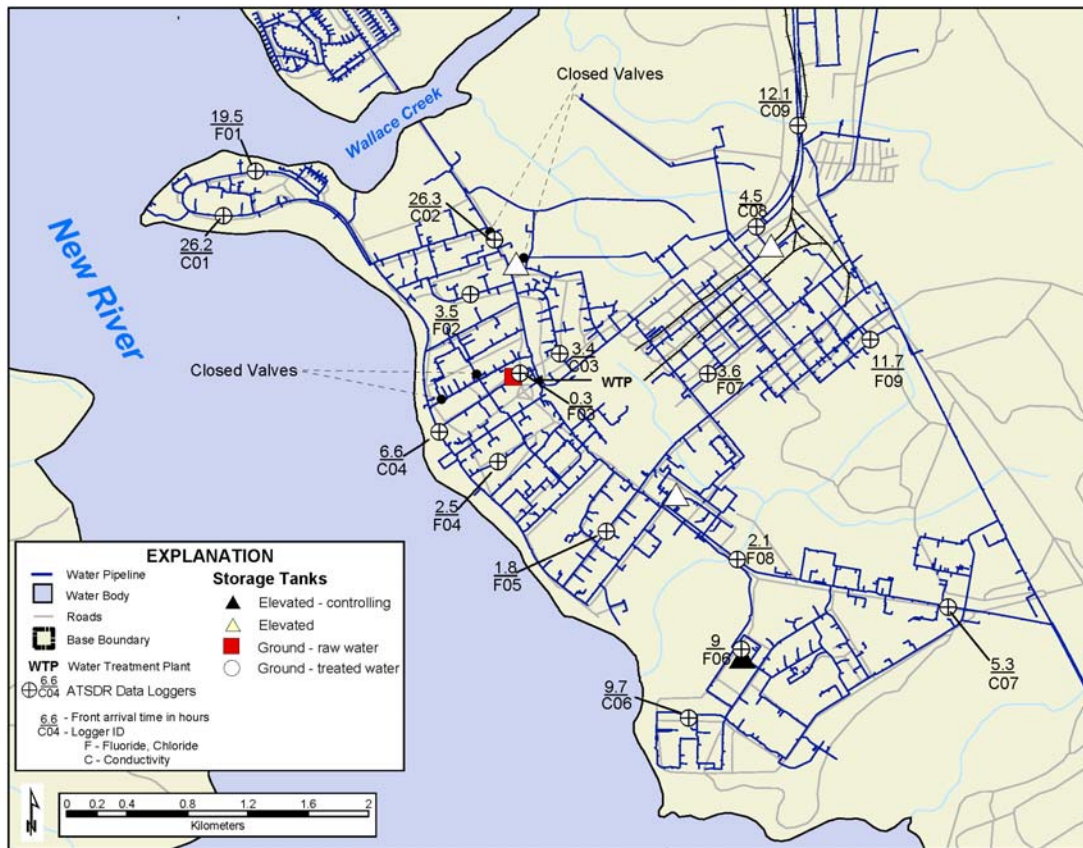 Closed Valves
12.1
C09
19.5
F01
Wallace Creek
26.3
C02
4.5
C08
26.2
C01
New River
3.5
F02
3.4
C03
Closed Valves
WTP
3.6
F07
11.7
F09
0.3
F03
6.6
C04
2.5
F04
1.8
F05
2.1
F08
9
F06
5.3
C07
9.7
C06
EXPLANATION
Water Pipeline
Water Body
Roads
Base Boundary
WTP Water Treatment Plant
6.6
C04
ATSDR Data Loggers
6.6 - Front arrival time in hours
C04 - Logger ID
F - Fluoride, Chloride
C - Conductivity
Storage Tanks
Elevated - controlling
Elevated
Ground - raw water
Ground - treated water
N
0 0.2 0.4 0.8 1.2 1.6 2
Kilometers